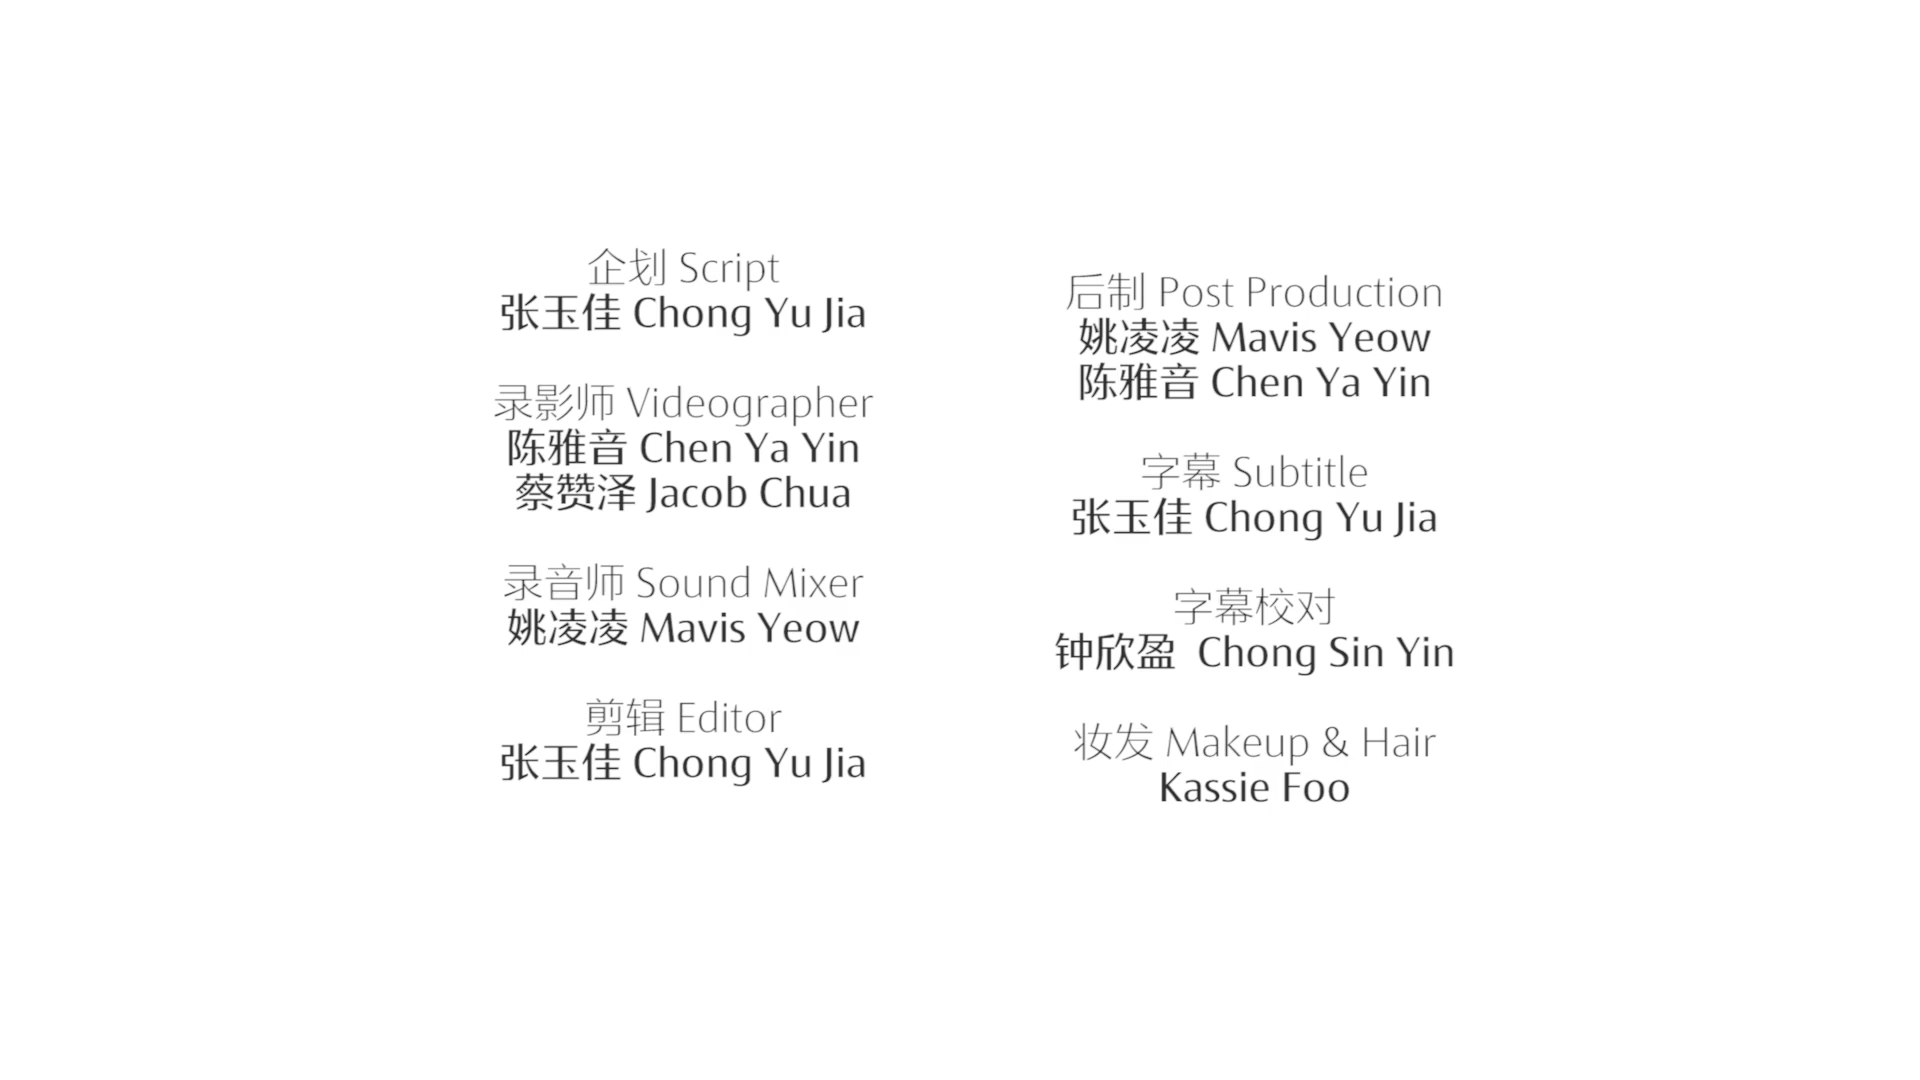 企划 Script
张玉佳 Chong Yu Jia
录影师 Videographer
陈雅音 Chen Ya Yin
蔡赞泽 Jacob Chua
录音师 Sound Mixer
姚凌凌 Mavis Yeow
剪辑 Editor
张玉佳 Chong Yu Jia
后制 Post Production
姚凌凌 Mavis Yeow
陈雅音 Chen Ya Yin
字幕 Subtitle
张玉佳 Chong Yu Jia
字幕校对
钟欣盈 Chong Sin Yin
妆发 Makeup & Hair
Kassie Foo